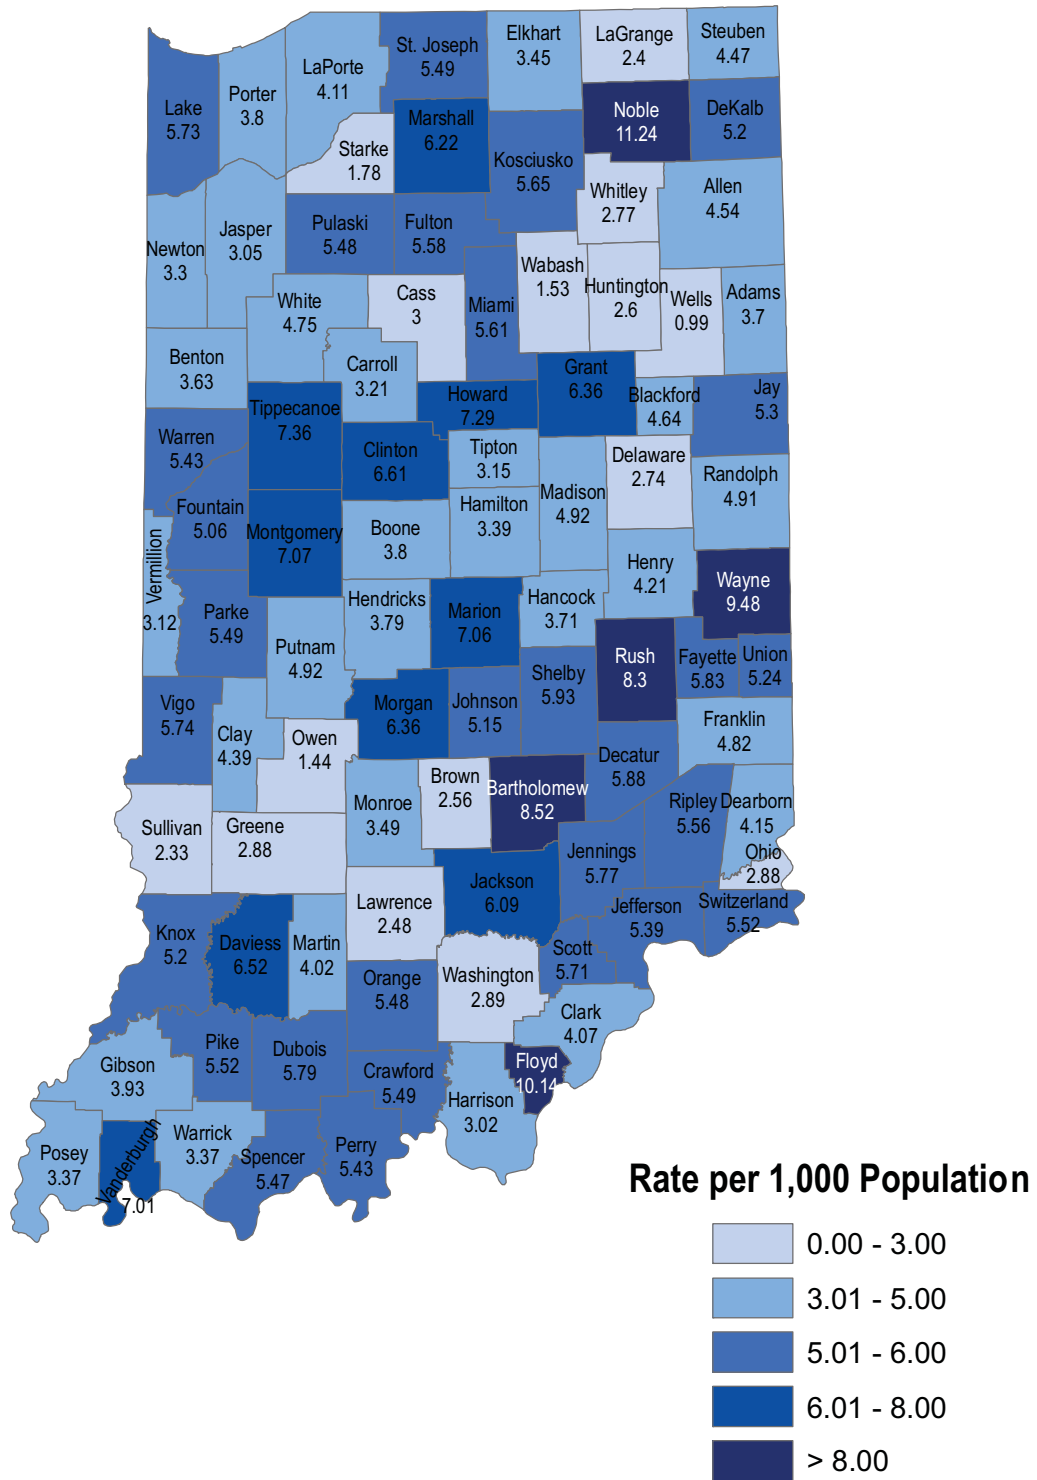 St. Joseph
5.49
Elkhart
3.45
LaGrange
2.4
Steuben
4.47
LaPorte
4.11
Lake
5.73
Porter
3.8
Marshall
6.22
Noble
11.24
DeKalb
5.2
Starke
1.78
Kosciusko
5.65
Whitley
2.77
Allen
4.54
Newton
3.3
Jasper
3.05
Pulaski
5.48
Fulton
5.58
Wabash
1.53
Huntington
2.6
Wells
0.99
Adams
3.7
White
4.75
Cass
3
Miami
5.61
Benton
3.63
Carroll
3.21
Grant
6.36
Blackford
4.64
Jay
5.3
Tippecanoe
7.36
Howard
7.29
Warren
5.43
Clinton
6.61
Tipton
3.15
Delaware
2.74
Randolph
4.91
Fountain
5.06
Montgomery
7.07
Boone
3.8
Hamilton
3.39
Madison
4.92
Vermillion
3.12
Parke
5.49
Hendricks
3.79
Marion
7.06
Hancock
3.71
Henry
4.21
Wayne
9.48
Putnam
4.92
Rush
8.3
Fayette
5.83
Union
5.24
Vigo
5.74
Clay
4.39
Owen
1.44
Morgan
6.36
Johnson
5.15
Shelby
5.93
Franklin
4.82
Decatur
5.88
Sullivan
2.33
Greene
2.88
Monroe
3.49
Brown
2.56
Bartholomew
8.52
Ripley
5.56
Dearborn
4.15
Ohio
2.88
Jennings
5.77
Jackson
6.09
Lawrence
2.48
Jefferson
5.39
Switzerland
5.52
Knox
5.2
Daviess
6.52
Martin
4.02
Orange
5.48
Washington
2.89
Scott
5.71
Clark
4.07
Gibson
3.93
Pike
5.52
Dubois
5.79
Crawford
5.49
Floyd
10.14
Harrison
3.02
Posey
3.37
Vanderburgh
7.01
Warrick
3.37
Spencer
5.47
Perry
5.43
Rate per 1,000 Population
0.00 - 3.00
3.01 - 5.00
5.01 - 6.00
6.01 - 8.00
> 8.00